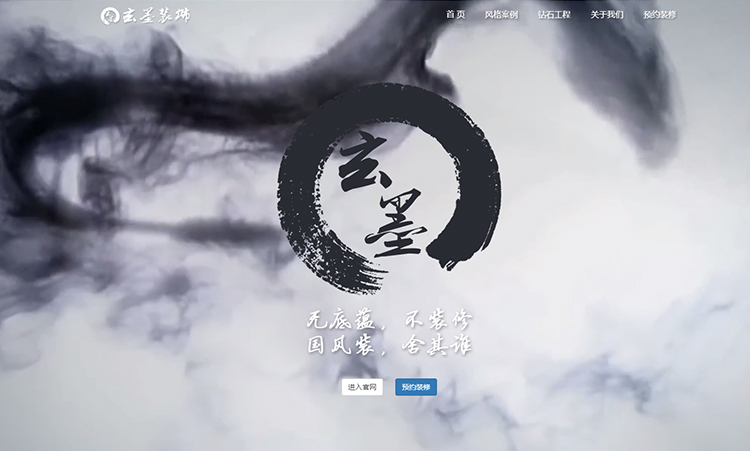 玄墨装饰
首 页 风格案例 钻石工程 关于我们 预约装修
玄
墨
无底蕴，不装修
国风装，舍其谁
进入官网 预约装修